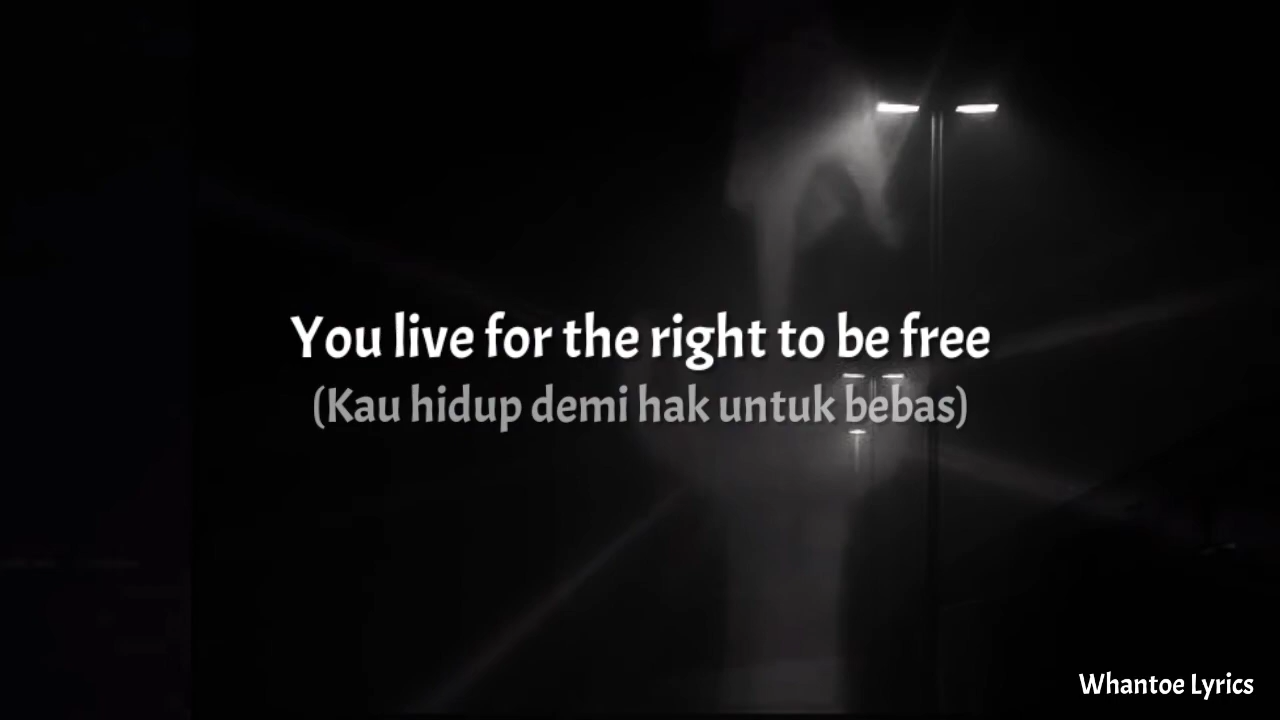 You live for the right to be free
(Kau hidup demi hak untuk bebas)
Whantoe Lyrics